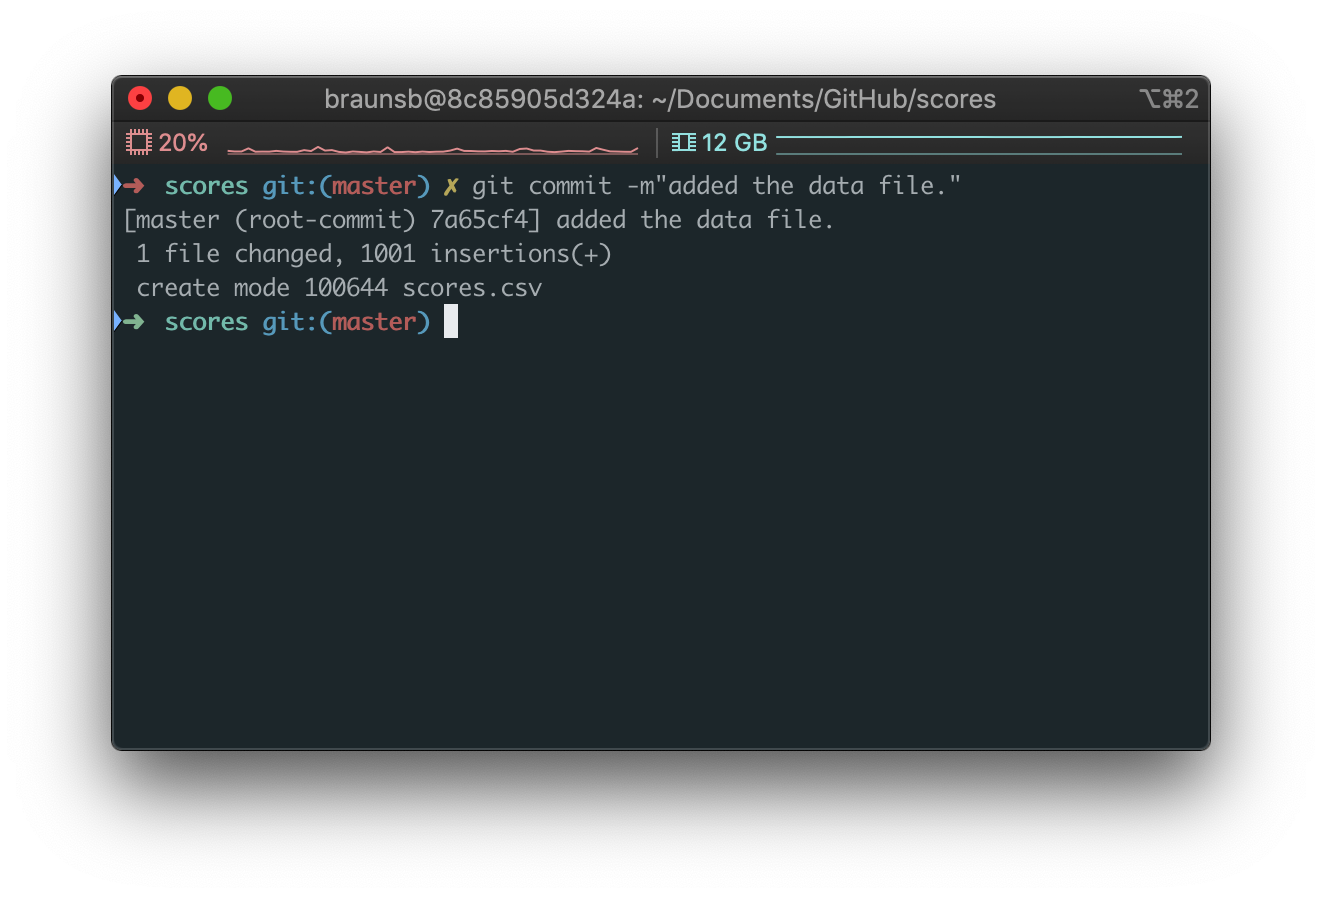 braunsb@8c85905d324a: ~/Documents/GitHub/scores ⌥⌘2
20% 12 GB
➜ scores git:(master) ✗ git commit -m"added the data file."
[master (root-commit) 7a65cf4] added the data file.
1 file changed, 1001 insertions(+)
create mode 100644 scores.csv
➜ scores git:(master)